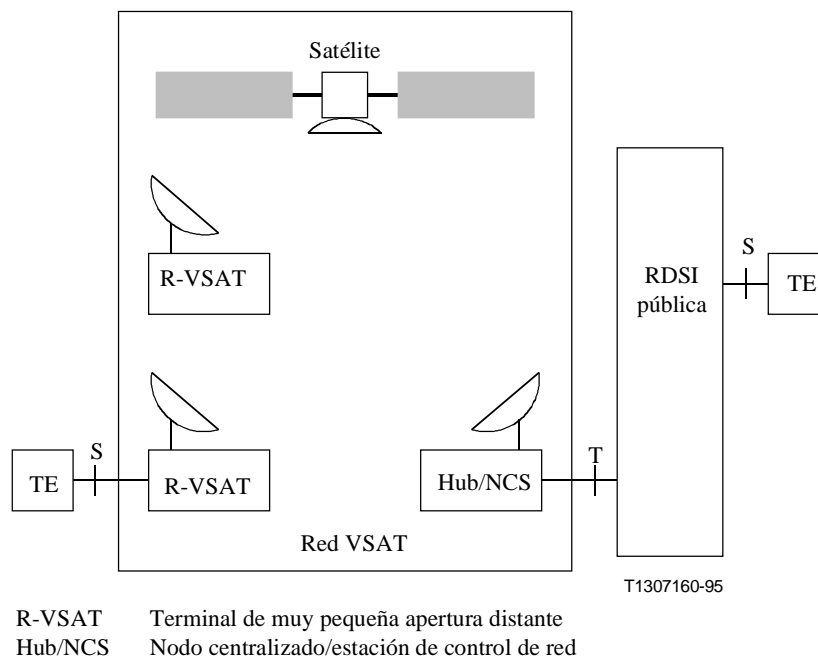 Satélite
R-VSAT
S
RDSI
pública
TE
S
TE
R-VSAT
Hub/NCS
T
Red VSAT
T1307160-95
R-VSAT Terminal de muy pequeña apertura distante
Hub/NCS Nodo centralizado/estación de control de red